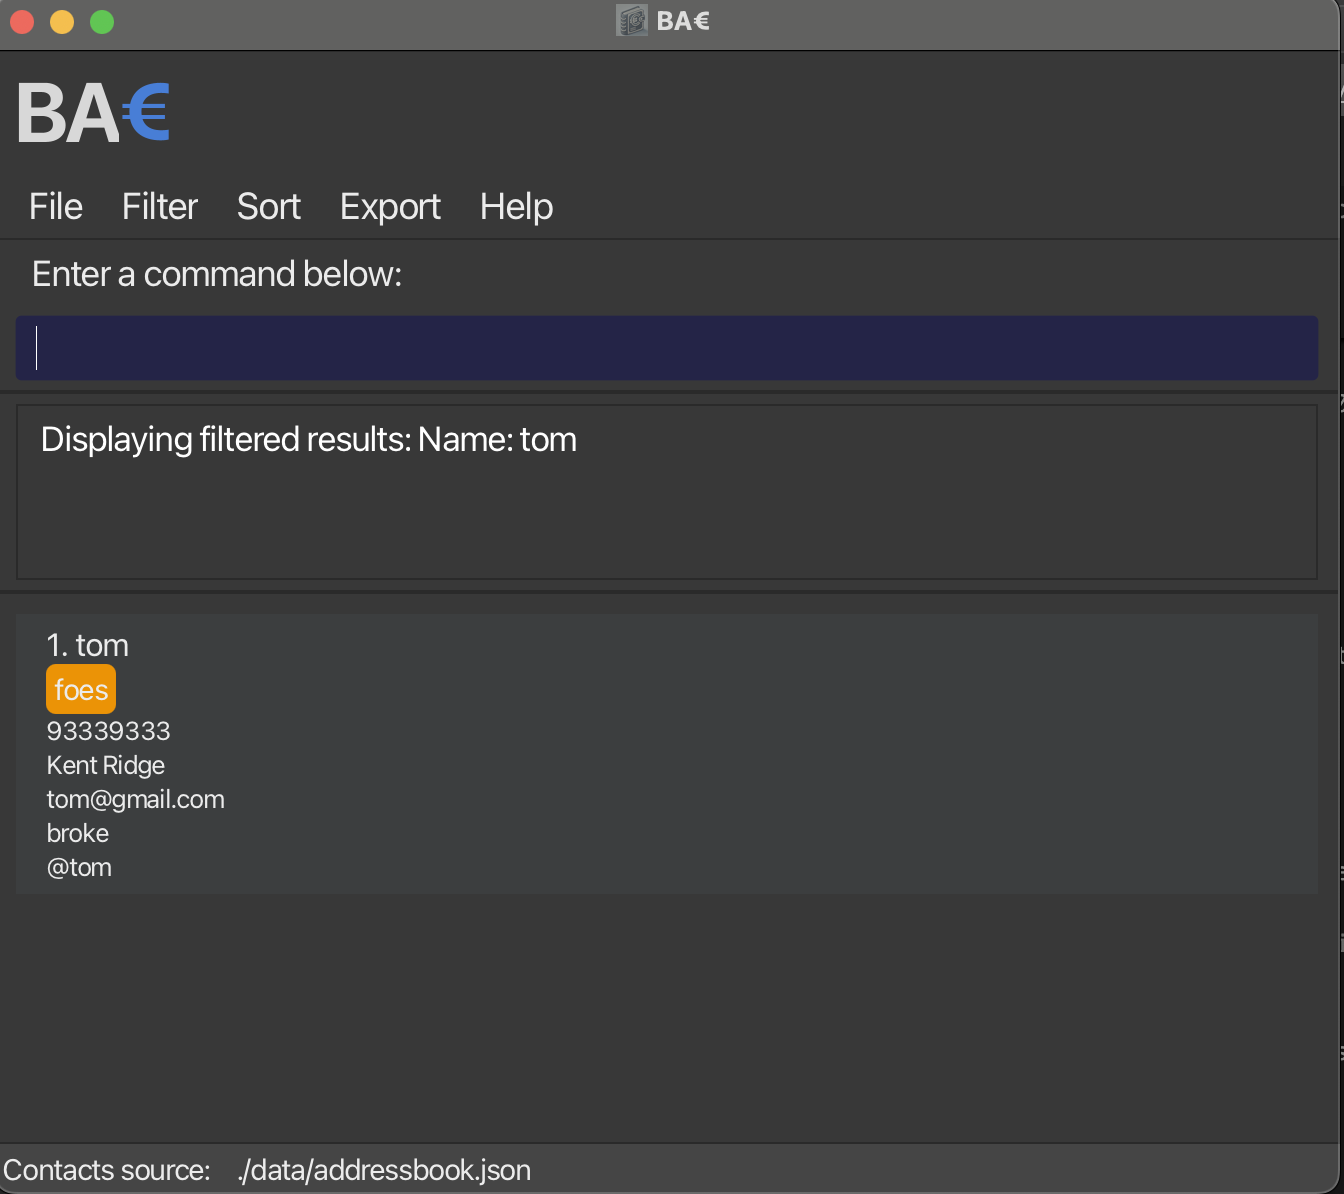 BA€
BA€
File Filter Sort Export Help
Enter a command below:
Displaying filtered results: Name: tom
1. tom
foes
93339333
Kent Ridge
tom@gmail.com
broke
@tom
Contacts source: ./data/addressbook.json